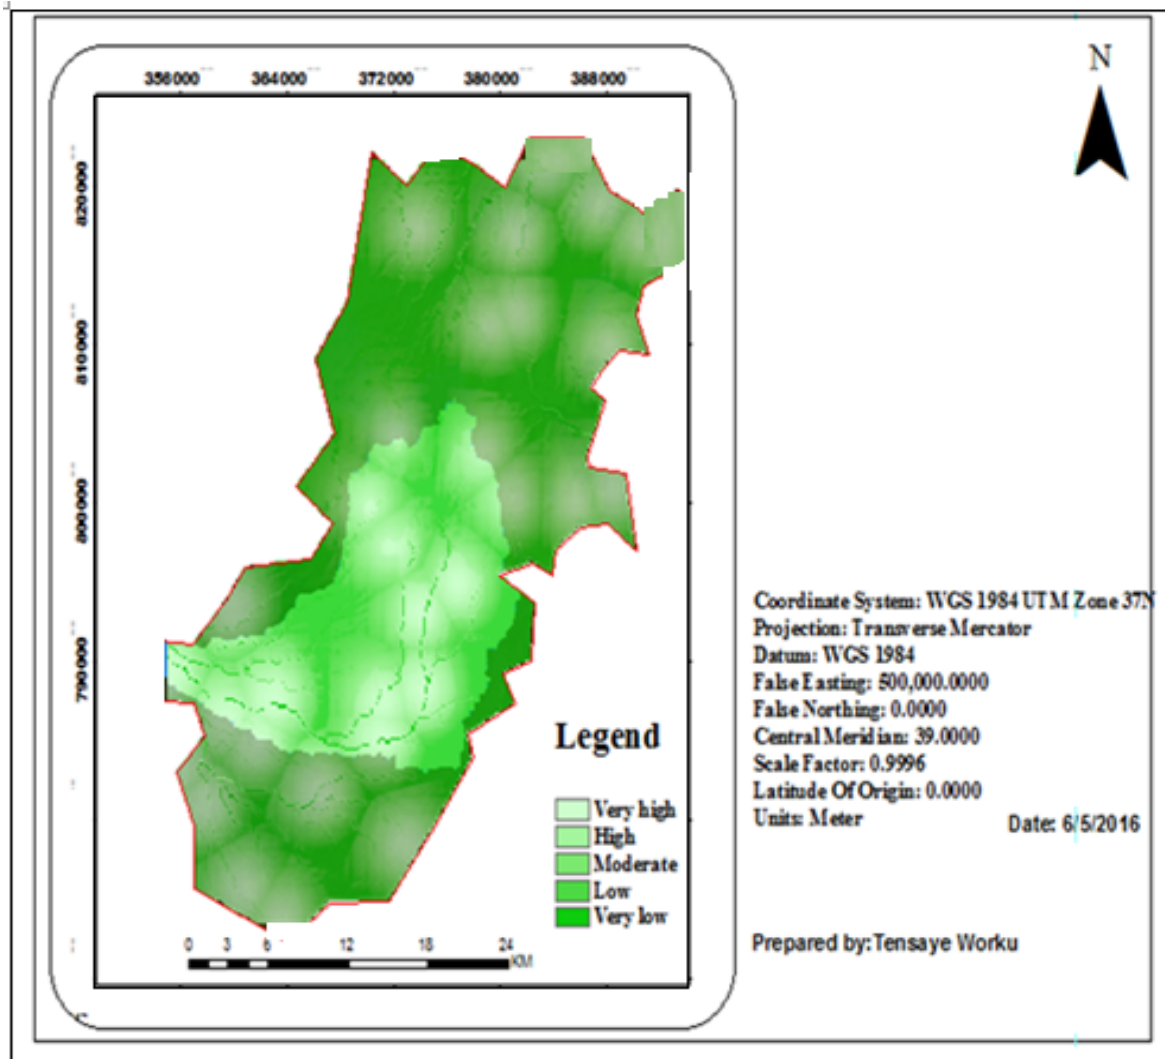 356000 364000 372000 380000 388000
N
820000
810000
800000
790000
Coordinate System: WGS 1984 UTM Zone 37N
Projection: Transverse Mercator
Datum: WGS 1984
False Easting: 500,000.0000
False Northing: 0.0000
Central Meridian: 39.0000
Scale Factor: 0.9996
Latitude Of Origin: 0.0000
Units: Meter
Date: 6/5/2016
Legend
Very high
High
Moderate
Low
Very low
Prepared by: Tensaye Worku
0 3 6 12 18 24
KM